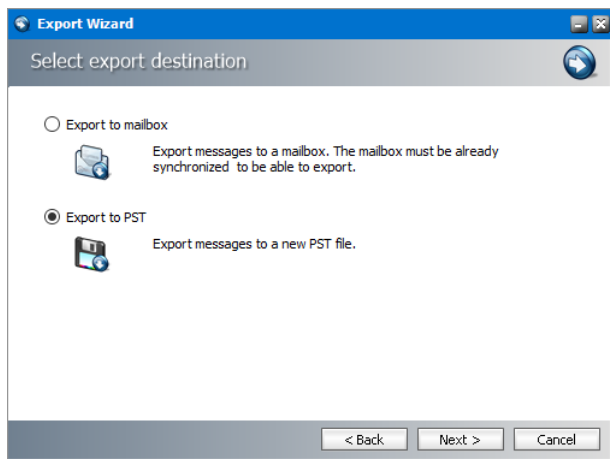 Export Wizard
Select export destination
Export to mailbox
Export messages to a mailbox. The mailbox must be already
synchronized to be able to export.
Export to PST
Export messages to a new PST file.
< Back
Next >
Cancel